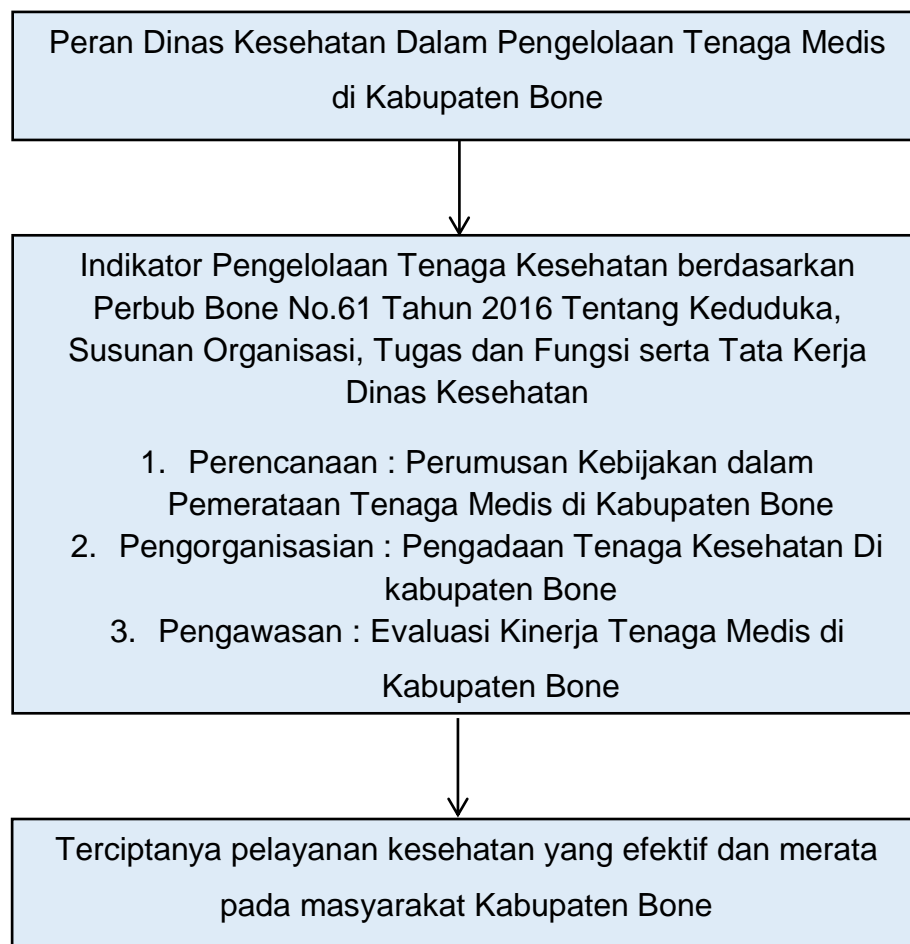 Peran Dinas Kesehatan Dalam Pengelolaan Tenaga Medis
di Kabupaten Bone
Indikator Pengelolaan Tenaga Kesehatan berdasarkan
Perbub Bone No.61 Tahun 2016 Tentang Keduduka,
Susunan Organisasi, Tugas dan Fungsi serta Tata Kerja
Dinas Kesehatan
1. Perencanaan : Perumusan Kebijakan dalam
Pemerataan Tenaga Medis di Kabupaten Bone
2. Pengorganisasian : Pengadaan Tenaga Kesehatan Di
kabupaten Bone
3. Pengawasan : Evaluasi Kinerja Tenaga Medis di
Kabupaten Bone
Terciptanya pelayanan kesehatan yang efektif dan merata
pada masyarakat Kabupaten Bone